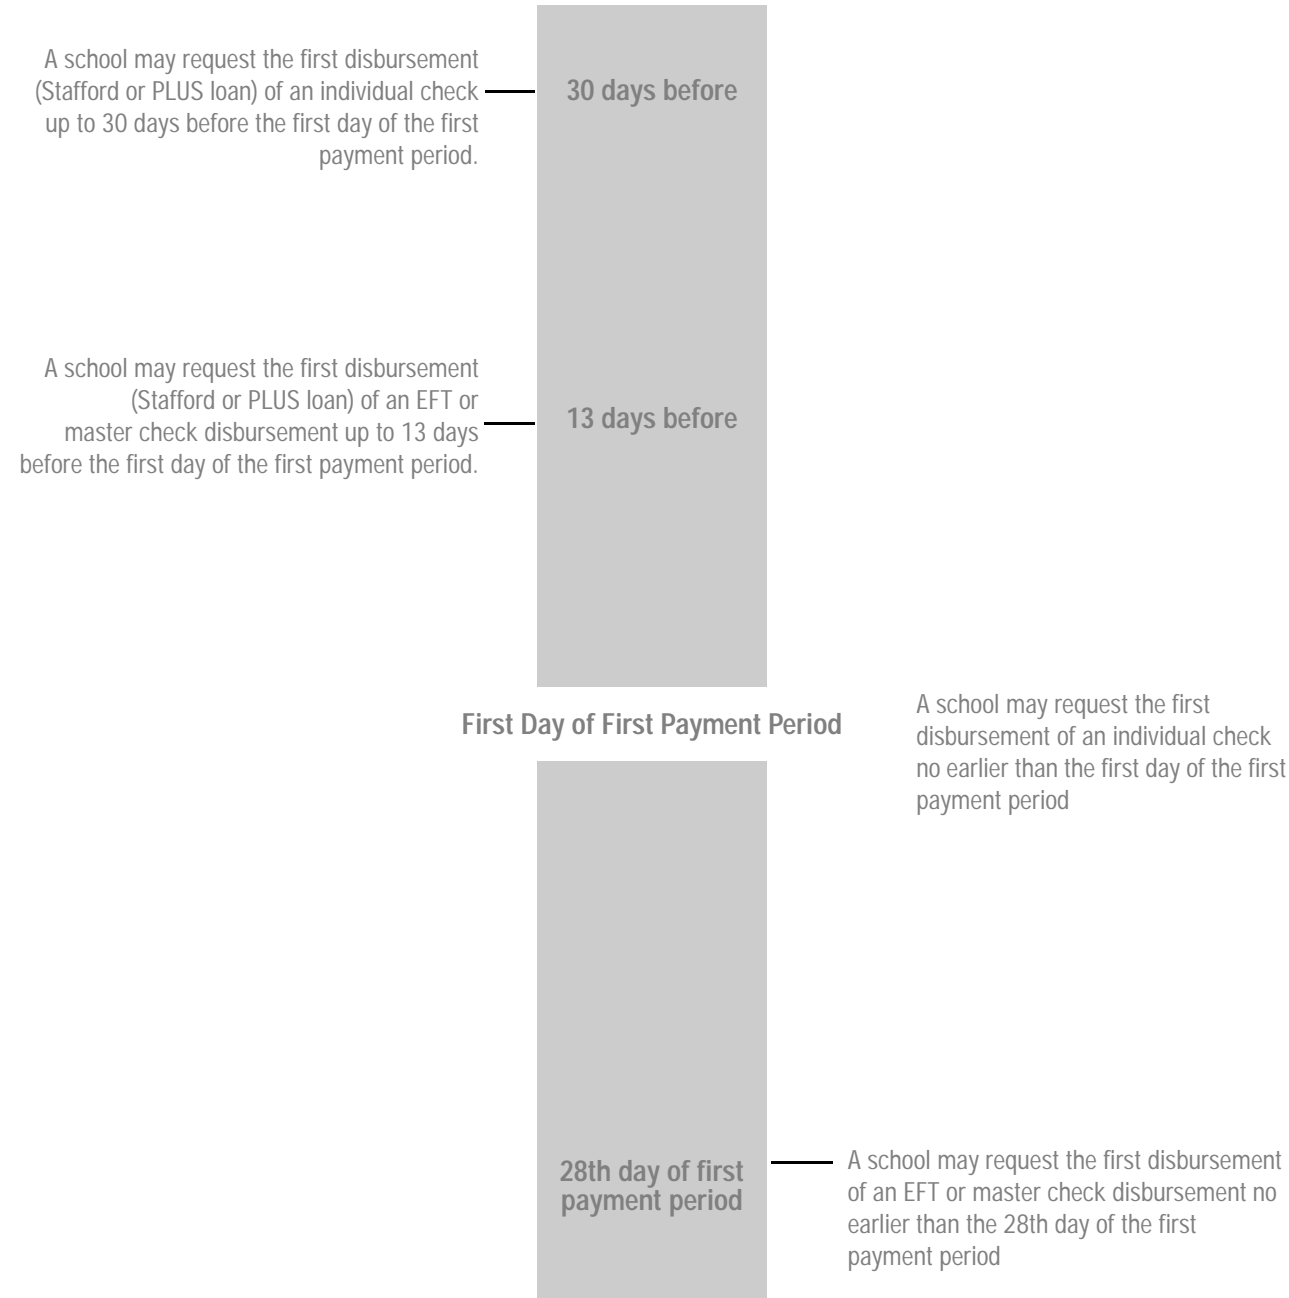 A school may request the first disbursement
(Stafford or PLUS loan) of an individual check
up to 30 days before the first day of the first
payment period.
30 days before
A school may request the first disbursement
(Stafford or PLUS loan) of an EFT or
master check disbursement up to 13 days
before the first day of the first payment period.
13 days before
First Day of First Payment Period
A school may request the first
disbursement of an individual check
no earlier than the first day of the first
payment period
28th day of first
payment period
A school may request the first disbursement
of an EFT or master check disbursement no
earlier than the 28th day of the first
payment period